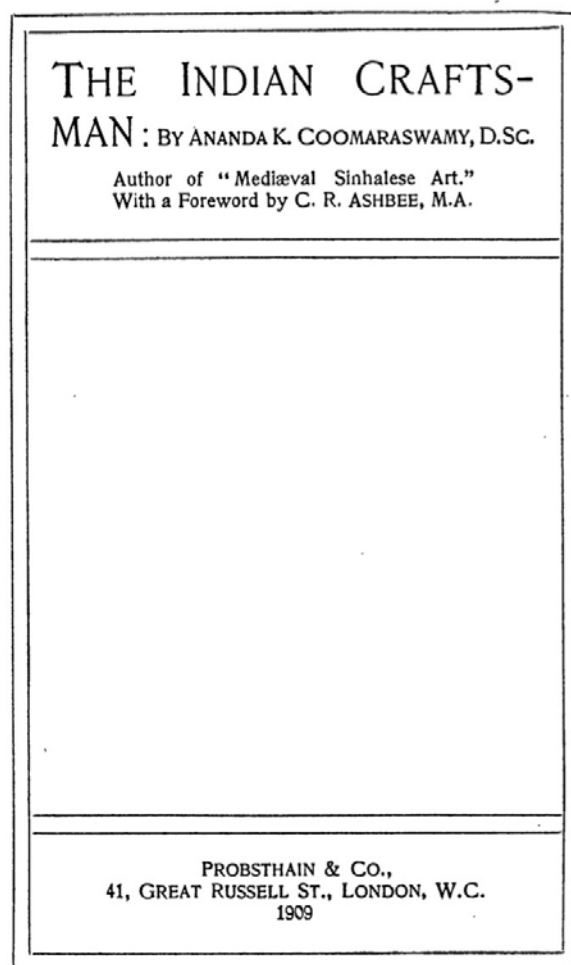 THE INDIAN CRAFTS-
MAN: BY ANANDA K. COOMARASWAMY, D.SC.
Author of "Mediæval Sinhalese Art."
With a Foreword by C. R. ASHBEE, M.A.
PROBSTHAIN & CO.,
41, GREAT RUSSELL ST., LONDON, W.C.
1909